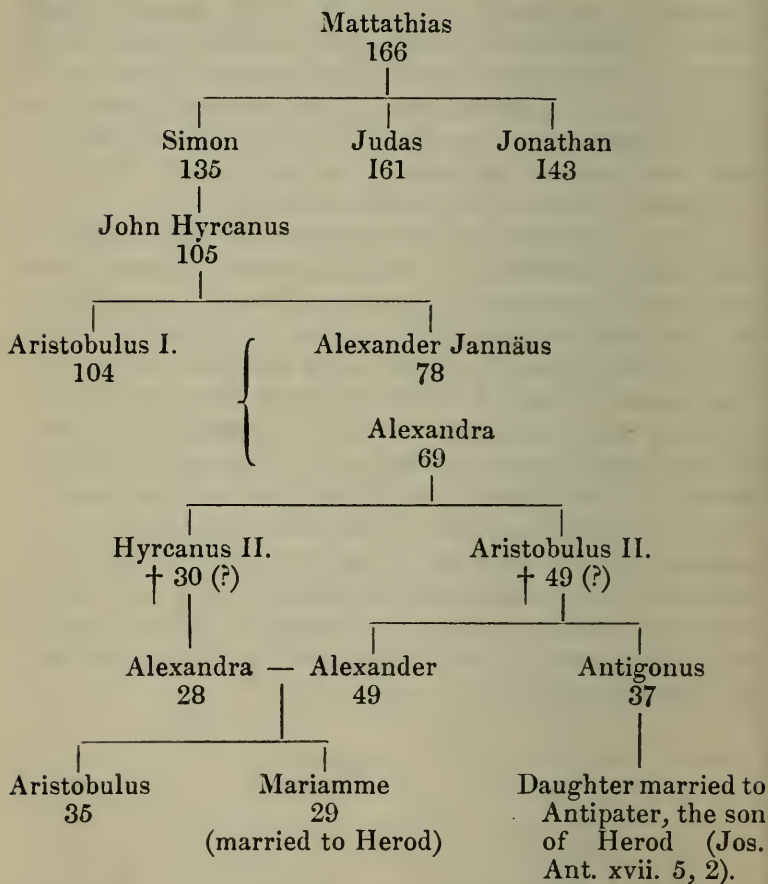 Mattathias
166
Simon Judas Jonathan
135 I61 I43
John Hyrcanus
105
Aristobulus I. Alexander Jannäus
104 78
Alexandra
69
Hyrcanus II. Aristobulus II.
† 30 (?) † 49 (?)
Alexandra — Alexander Antigonus
28 49 37
Aristobulus Mariamme Daughter married to
35 29 Antipater, the son
(married to Herod) of Herod (Jos.
Ant. xvii. 5, 2).